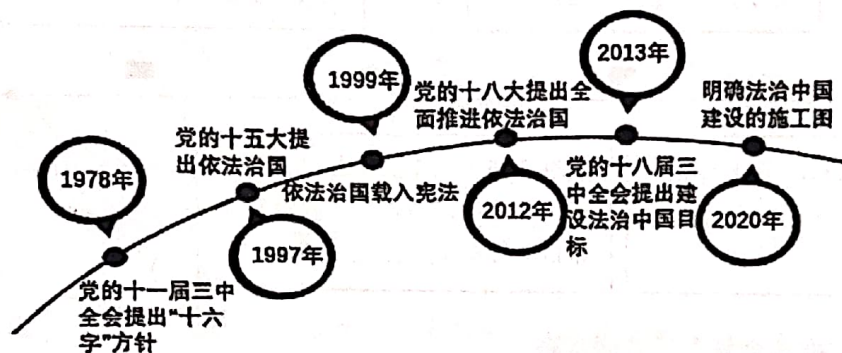 1978年
党的十一届三中
全会提出“十六
字”方针
党的十五大提
出依法治国
1997年
1999年
依法治国载入宪法
党的十八大提出全
面推进依法治国
2012年
2013年
党的十八届三
中全会提出建
设法治中国目
标
明确法治中国
建设的施工图
2020年